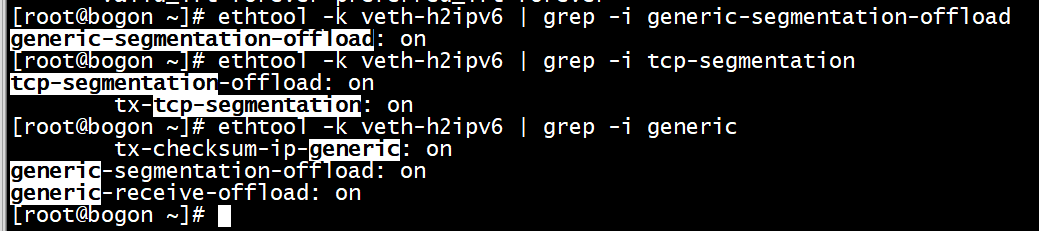 [root@bogon ~]# ethtool -k veth-h2ipv6 | grep -i generic-segmentation-offload
generic-segmentation-offload: on
[root@bogon ~]# ethtool -k veth-h2ipv6 | grep -i tcp-segmentation
tcp-segmentation-offload: on
        tx-tcp-segmentation: on
[root@bogon ~]# ethtool -k veth-h2ipv6 | grep -i generic
        tx-checksum-ip-generic: on
generic-segmentation-offload: on
generic-receive-offload: on
[root@bogon ~]#